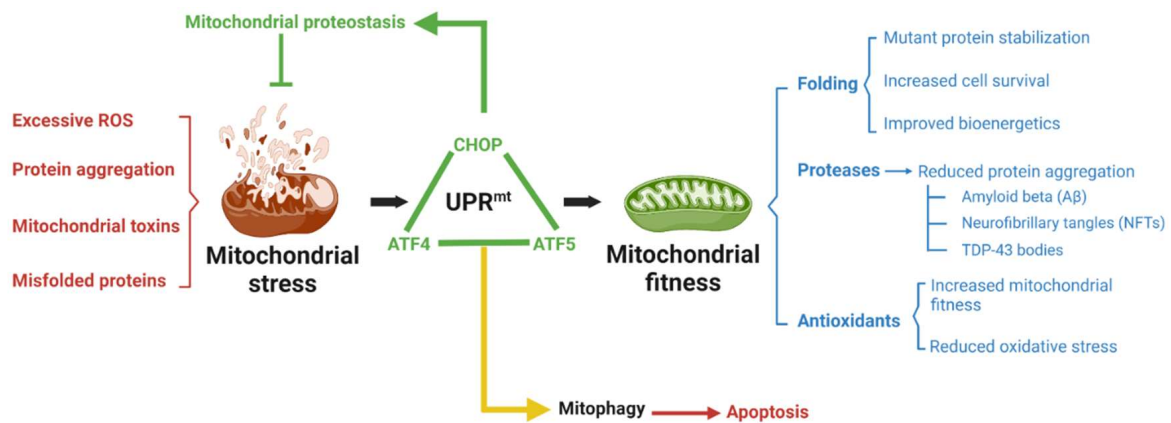 Mitochondrial proteostasis
Excessive ROS
Protein aggregation
Mitochondrial toxins
Misfolded proteins
Mitochondrial
stress
CHOP
UPRmt
ATF4
ATF5
Mitochondrial
fitness
Folding
Mutant protein stabilization
Increased cell survival
Improved bioenergetics
Proteases
Reduced protein aggregation
Amyloid beta (Aβ)
Neurofibrillary tangles (NFTs)
TDP-43 bodies
Antioxidants
Increased mitochondrial
fitness
Reduced oxidative stress
Mitophagy
Apoptosis